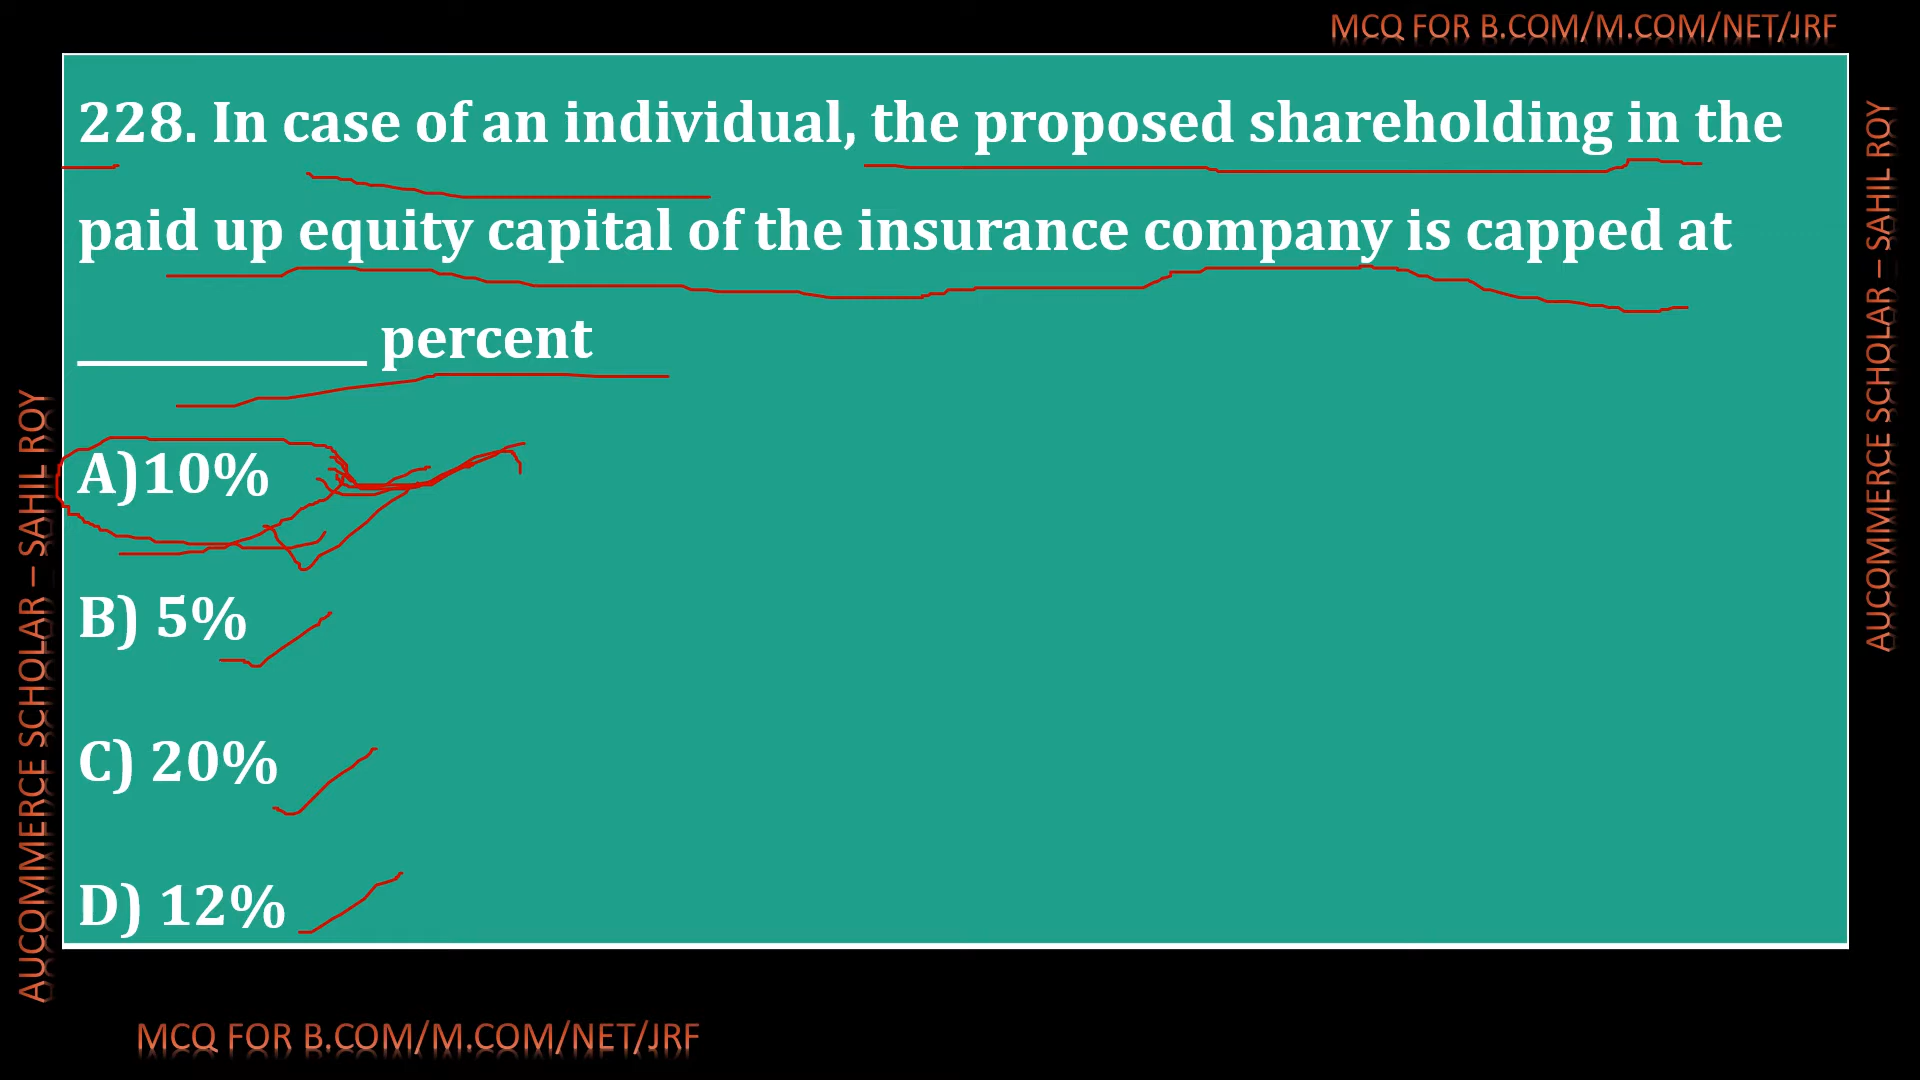 MCQ FOR B.COM/M.COM/NET/JRF
228. In case of an individual, the proposed shareholding in the
paid up equity capital of the insurance company is capped at
__________ percent
A)10%
B) 5%
C) 20%
D) 12%
AUCOMMERCE SCHOLAR – SAHIL ROY
AUCOMMERCE SCHOLAR – SAHIL ROY
MCQ FOR B.COM/M.COM/NET/JRF